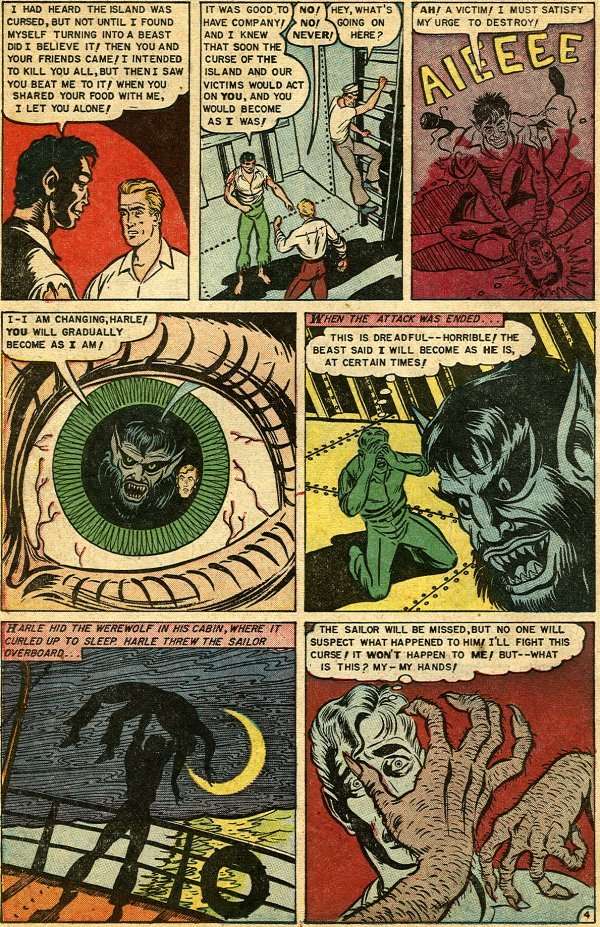 I HAD HEARD THE ISLAND WAS
CURSED, BUT NOT UNTIL I FOUND
MYSELF TURNING INTO A BEAST
DID I BELIEVE IT! THEN YOU AND
YOUR FRIENDS CAME! I INTENDED
TO KILL YOU ALL, BUT THEN I SAW
YOU BEAT ME TO IT! WHEN YOU
SHARED YOUR FOOD WITH ME,
I LET YOU ALONE!
IT WAS GOOD TO
HAVE COMPANY!
AND I KNEW
THAT SOON THE
CURSE OF THE
ISLAND AND OUR
VICTIMS WOULD ACT
ON YOU, AND YOU
WOULD BECOME
AS I WAS!
NO!
NO!
NEVER!
HEY, WHAT'S
GOING ON
HERE?
AH! A VICTIM! I MUST SATISFY
MY URGE TO DESTROY!
AIEEEEE
I-I AM CHANGING, HARLE!
YOU WILL GRADUALLY
BECOME AS I AM!
WHEN THE ATTACK WAS ENDED...
THIS IS DREADFUL--HORRIBLE! THE
BEAST SAID I WILL BECOME AS HE IS,
AT CERTAIN TIMES!
HARLE HID THE WEREWOLF IN HIS CABIN, WHERE
IT CURLED UP TO SLEEP. HARLE THREW THE SAILOR
OVERBOARD...
THE SAILOR WILL BE MISSED, BUT NO ONE WILL
SUSPECT WHAT HAPPENED TO HIM! I'LL FIGHT THIS
CURSE! IT WON'T HAPPEN TO ME! BUT--WHAT
IS THIS? MY-MY HANDS!
4